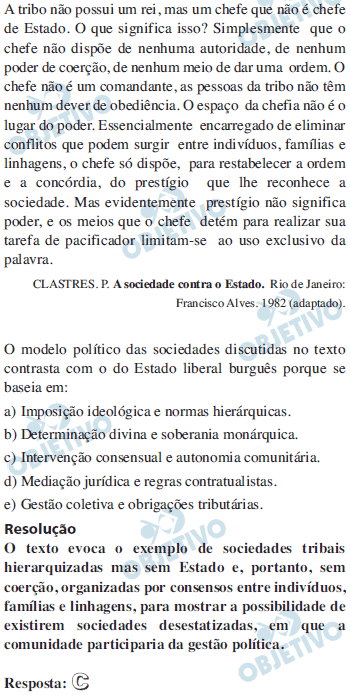 A tribo não possui um rei, mas um chefe que não é chefe
de Estado. O que significa isso? Simplesmente que o
chefe não dispõe de nenhuma autoridade, de nenhum
poder de coerção, de nenhum meio de dar uma ordem. O
chefe não é um comandante, as pessoas da tribo não têm
nenhum dever de obediência. O espaço da chefia não é o
lugar do poder. Essencialmente encarregado de eliminar
conflitos que podem surgir entre indivíduos, famílias e
linhagens, o chefe só dispõe, para restabelecer a ordem
e a concórdia, do prestígio que lhe reconhece a
sociedade. Mas evidentemente prestígio não significa
poder, e os meios que o chefe detém para realizar sua
tarefa de pacificador limitam-se ao uso exclusivo da
palavra.
CLASTRES. P. A sociedade contra o Estado. Rio de Janeiro:
Francisco Alves. 1982 (adaptado).
O modelo político das sociedades discutidas no texto
contrasta com o do Estado liberal burguês porque se
baseia em:
a) Imposição ideológica e normas hierárquicas.
b) Determinação divina e soberania monárquica.
c) Intervenção consensual e autonomia comunitária.
d) Mediação jurídica e regras contratualistas.
e) Gestão coletiva e obrigações tributárias.
Resolução
O texto evoca o exemplo de sociedades tribais
hierarquizadas mas sem Estado e, portanto, sem
coerção, organizadas por consensos entre indivíduos,
famílias e linhagens, para mostrar a possibilidade de
existirem sociedades desestatizadas, em que a
comunidade participaria da gestão política.
Resposta: C
OBJETIVO
OBJETIVO
OBJETIVO
OBJETIVO
OBJETIVO
OBJETIVO
OBJETIVO